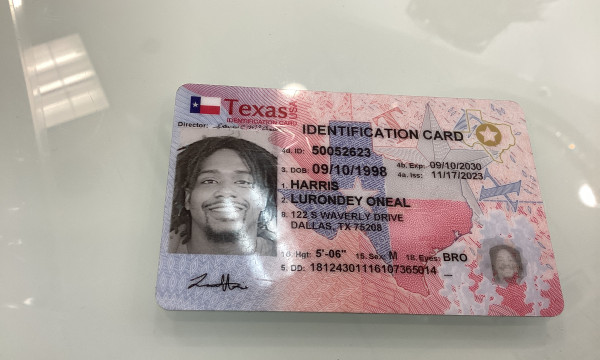 Texas USA
IDENTIFICATION CARD
Director:
IDENTIFICATION CARD
4d. ID: 50052623
3. DOB: 09/10/1998
4b. Exp: 09/10/2030
4a. Iss: 11/17/2023
1. HARRIS
2. LURONDEY ONEAL
8. 122 S WAVERLY DRIVE
DALLAS, TX 75208
16. Hgt: 5'-06" 15. Sex: M 18. Eyes: BRO
5. DD: 18124301116107365014